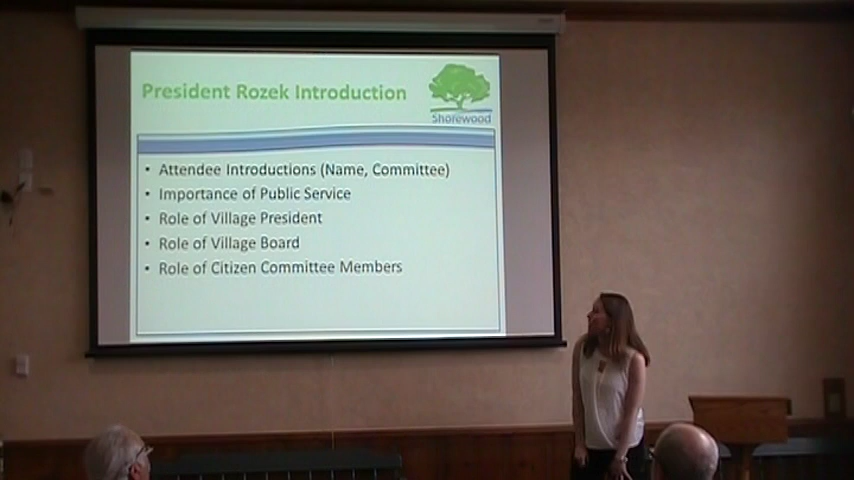 President Rozek Introduction
Shorewood
• Attendee Introductions (Name, Committee)
• Importance of Public Service
• Role of Village President
• Role of Village Board
• Role of Citizen Committee Members